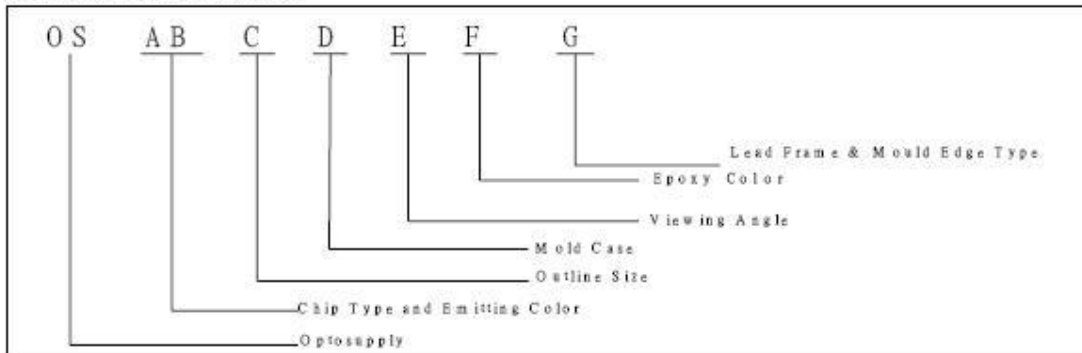 OS AB C D E F G
Lead Frame & Mould Edge Type
Epoxy Color
Viewing Angle
Mold Case
Outline Size
Chip Type and Emitting Color
Optosupply